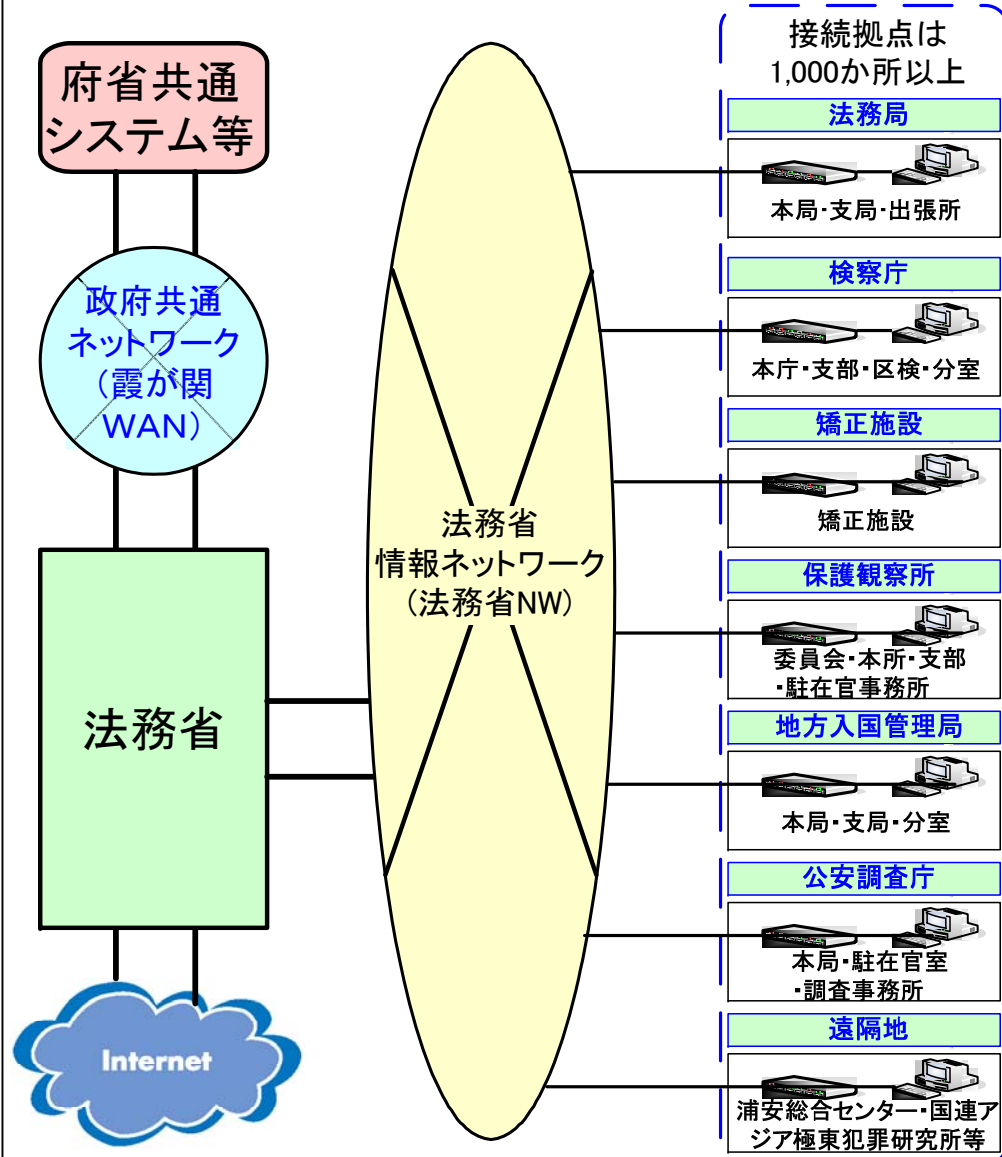 府省共通
システム等
政府共通
ネットワーク
(霞が関
WAN)
法務省
Internet
法務省
情報ネットワーク
(法務省NW)
接続拠点は
1,000か所以上
法務局
本局・支局・出張所
検察庁
本庁・支部・区検・分室
矯正施設
矯正施設
保護観察所
委員会・本所・支部
・駐在官事務所
地方入国管理局
本局・支局・分室
公安調査庁
本局・駐在官室
・調査事務所
遠隔地
浦安総合センター・国連ア
ジア極東犯罪研究所等